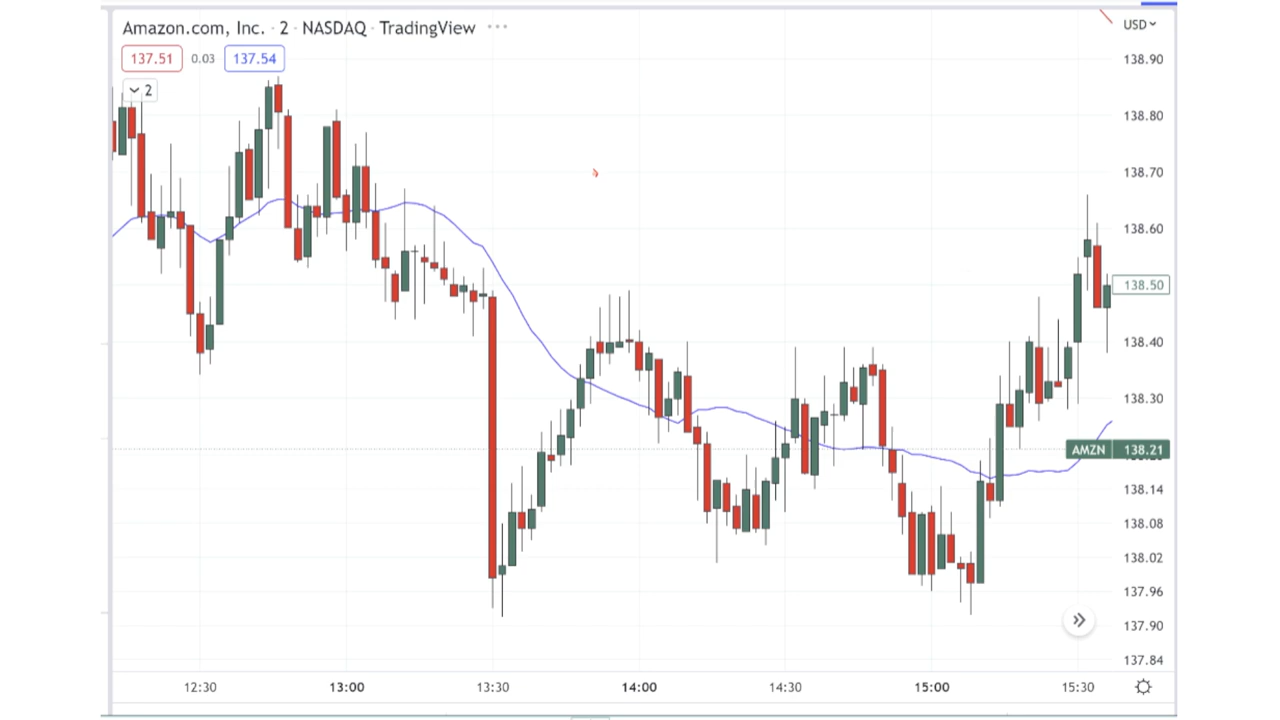 Amazon.com, Inc. · 2 · NASDAQ · TradingView ···
USD
137.51 0.03 137.54
2
138.90
138.80
138.70
138.60
138.50
138.40
138.30
AMZN 138.21
138.14
138.08
138.02
137.96
137.90
137.84
12:30 13:00 13:30 14:00 14:30 15:00 15:30